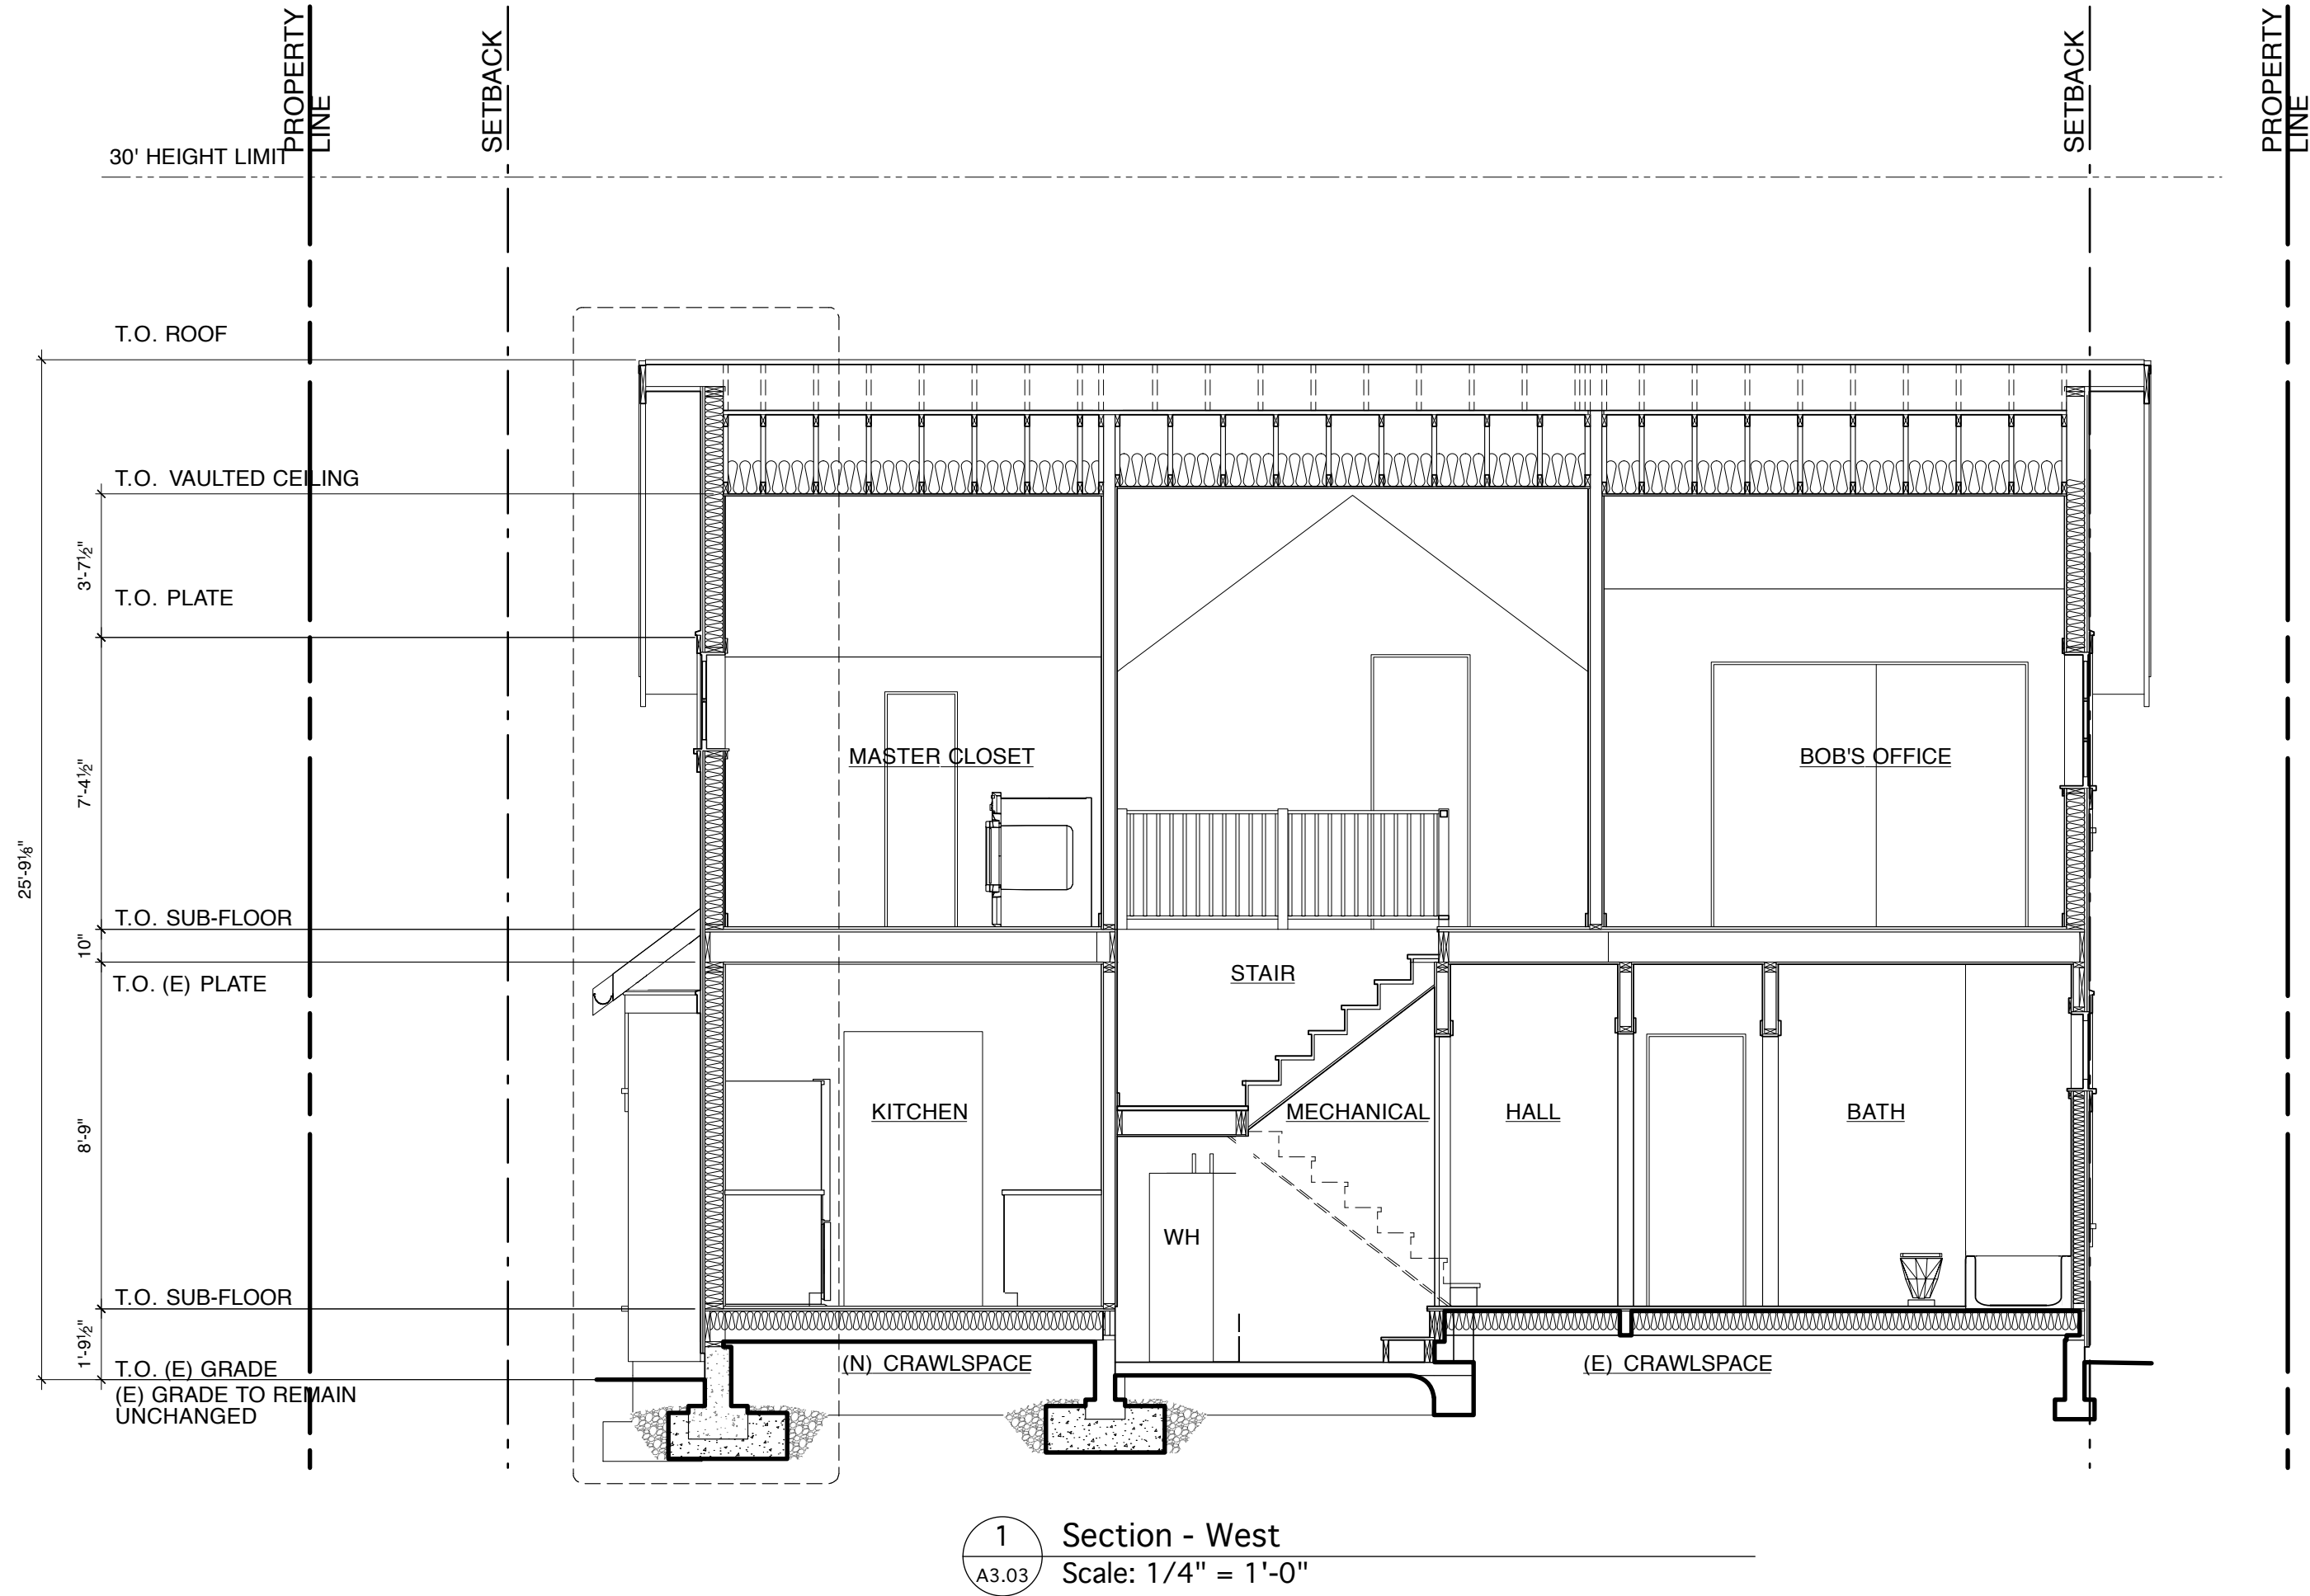 PROPERTY
LINE
SETBACK
SETBACK
PROPERTY
LINE
30' HEIGHT LIMIT
T.O. ROOF
T.O. VAULTED CEILING
3'-7½"
T.O. PLATE
MASTER CLOSET
BOB'S OFFICE
7'-4½"
25'-9⅛"
T.O. SUB-FLOOR
10"
T.O. (E) PLATE
STAIR
KITCHEN
MECHANICAL
HALL
BATH
8'-9"
WH
T.O. SUB-FLOOR
1'-9½"
T.O. (E) GRADE
(E) GRADE TO REMAIN
UNCHANGED
(N) CRAWLSPACE
(E) CRAWLSPACE
1
Section - West
A3.03
Scale: 1/4" = 1'-0"